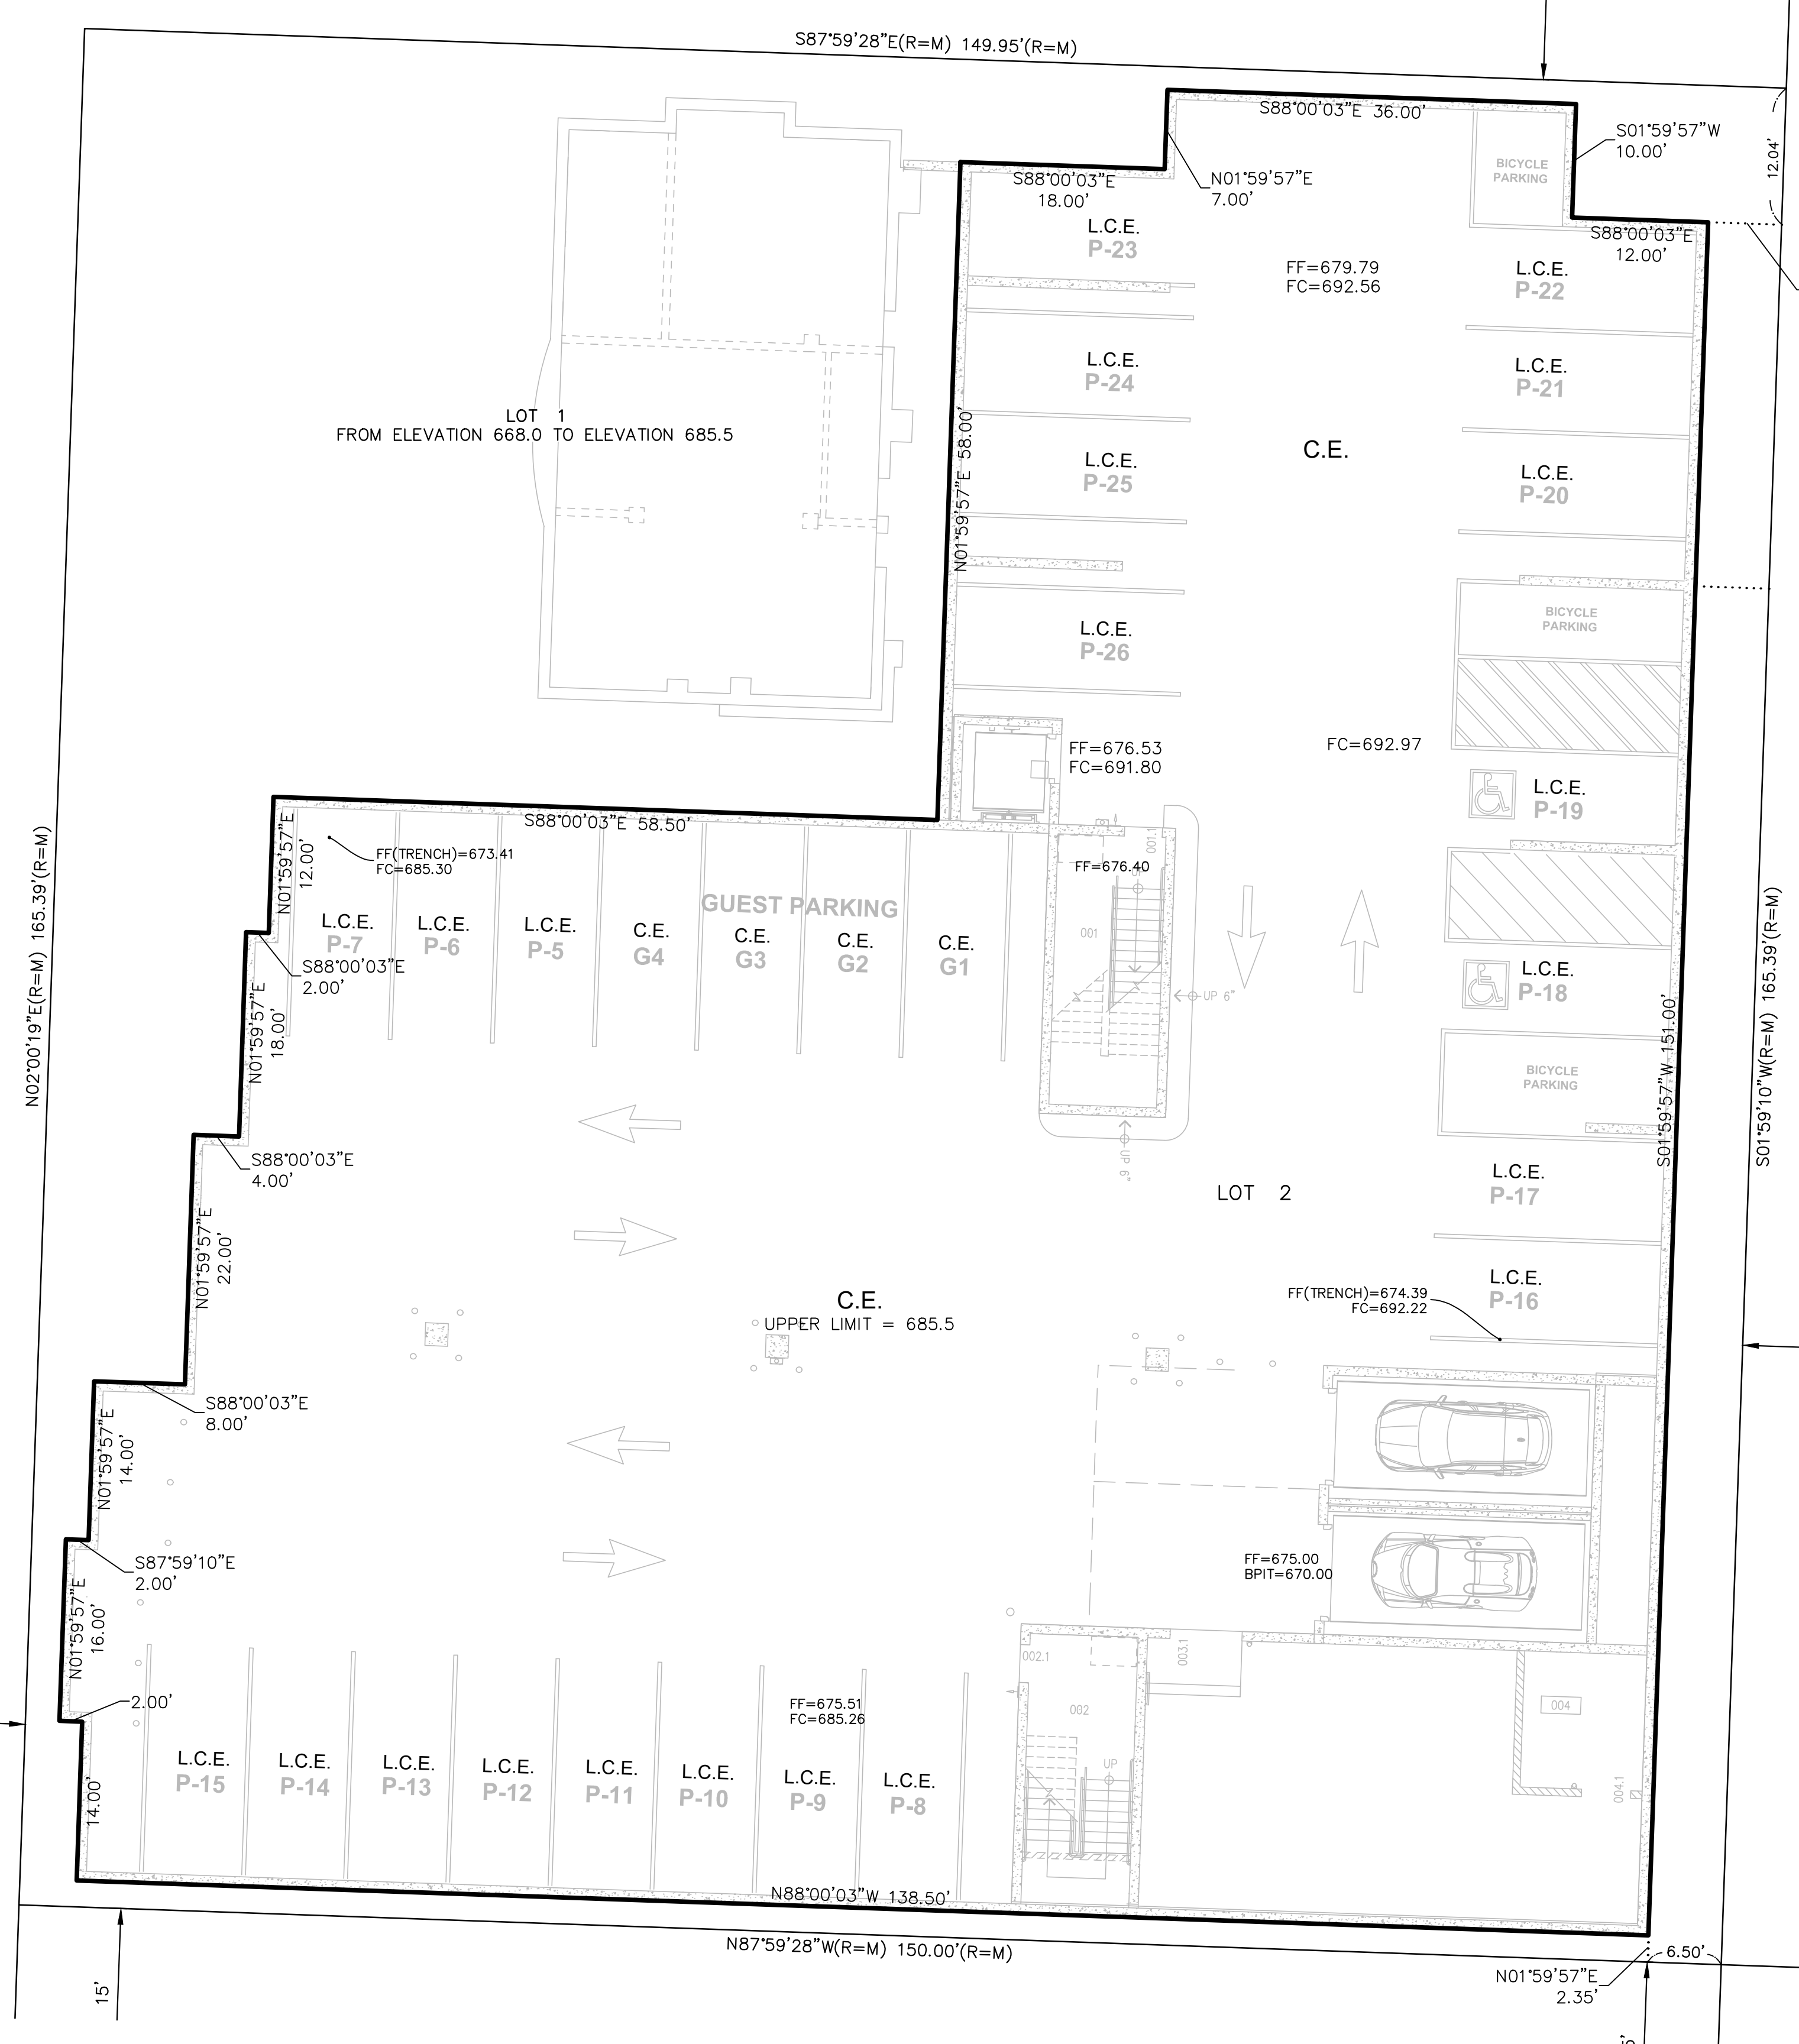 S87°59'28"E(R=M) 149.95'(R=M)
S88°00'03"E 36.00'
S01°59'57"W
10.00'
12.04'
BICYCLE
PARKING
S88°00'03"E
18.00'
N01°59'57"E
7.00'
S88°00'03"E
12.00'
L.C.E.
P-23
FF=679.79
FC=692.56
L.C.E.
P-22
L.C.E.
P-24
L.C.E.
P-21
LOT 1
FROM ELEVATION 668.0 TO ELEVATION 685.5
N01°59'57"E 58.00'
C.E.
L.C.E.
P-25
L.C.E.
P-20
BICYCLE
PARKING
L.C.E.
P-26
FF=676.53
FC=691.80
FC=692.97
L.C.E.
P-19
N02°00'19"E(R=M) 165.39'(R=M)
S88°00'03"E 58.50'
N01°59'57"E
12.00'
FF(TRENCH)=673.41
FC=685.30
001.1
FF=676.40
UP
GUEST PARKING
L.C.E.
P-7
L.C.E.
P-6
L.C.E.
P-5
C.E.
G4
C.E.
G3
C.E.
G2
C.E.
G1
001
UP 6"
L.C.E.
P-18
S88°00'03"E
2.00'
N01°59'57"E
18.00'
S01°59'57"W 151.00'
S01°59'10"W(R=M) 165.39'(R=M)
BICYCLE
PARKING
S88°00'03"E
4.00'
UP 6"
L.C.E.
P-17
LOT 2
N01°59'57"E
22.00'
C.E.
UPPER LIMIT = 685.5
L.C.E.
P-16
FF(TRENCH)=674.39
FC=692.22
S88°00'03"E
8.00'
N01°59'57"E
14.00'
S87°59'10"E
2.00'
FF=675.00
BPIT=670.00
N01°59'57"E
16.00'
002.1
003.1
2.00'
FF=675.51
FC=685.26
002
004
UP
L.C.E.
P-15
L.C.E.
P-14
L.C.E.
P-13
L.C.E.
P-12
L.C.E.
P-11
L.C.E.
P-10
L.C.E.
P-9
L.C.E.
P-8
004.1
14.00'
N88°00'03"W 138.50'
N87°59'28"W(R=M) 150.00'(R=M)
6.50'
N01°59'57"E
2.35'
15'